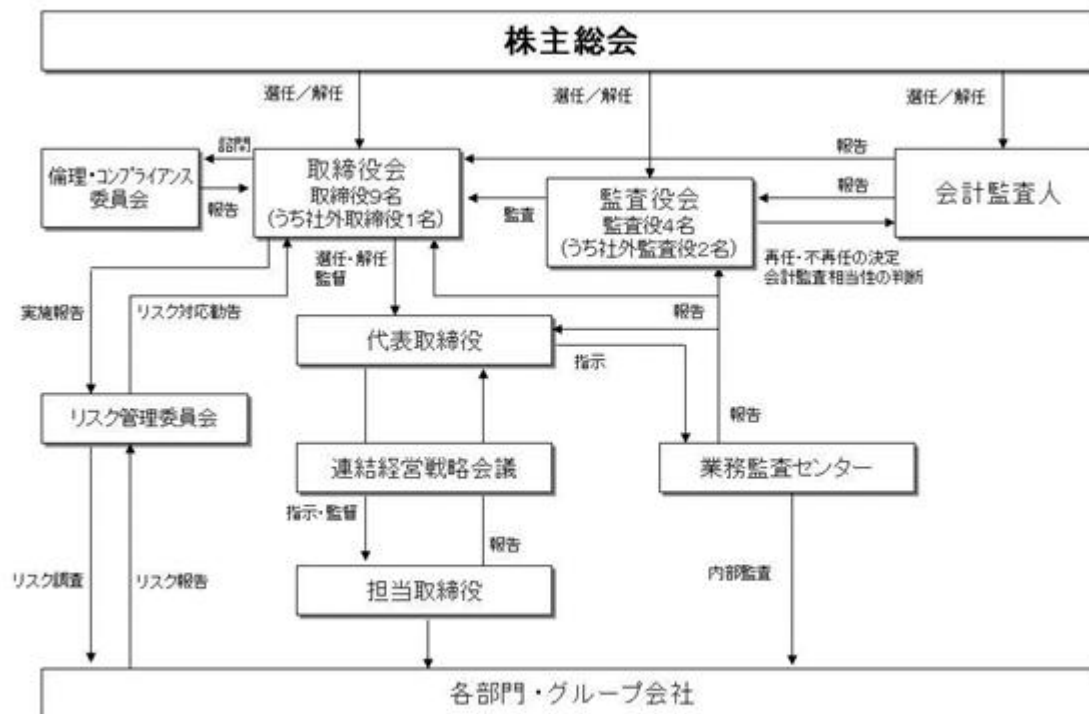 株主総会
選任／解任
選任／解任
選任／解任
諮問
報告
倫理・コンプライアンス
委員会
報告
取締役会
取締役9名
(うち社外取締役1名)
監査
監査役会
監査役4名
(うち社外監査役2名)
報告
会計監査人
再任・不再任の決定
会計監査相当性の判断
選任・解任
監督
実施報告
リスク対応勧告
報告
代表取締役
指示
リスク管理委員会
報告
連結経営戦略会議
業務監査センター
指示・監督
報告
リスク調査
リスク報告
担当取締役
内部監査
各部門・グループ会社